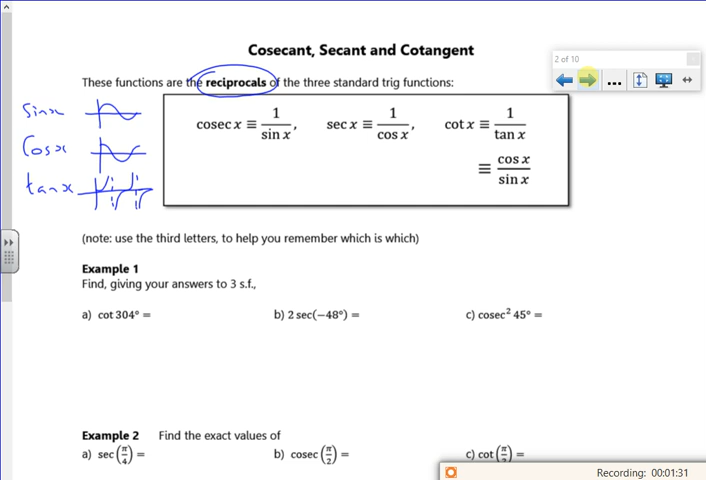 2 of 10
Cosecant, Secant and Cotangent
These functions are the reciprocals of the three standard trig functions:
sin x
cos x
tan x
cosec x ≡ 1/sin x, sec x ≡ 1/cos x, cot x ≡ 1/tan x
≡ cos x/sin x
(note: use the third letters, to help you remember which is which)
Example 1
Find, giving your answers to 3 s.f.,
a) cot 304° = b) 2 sec(−48°) = c) cosec² 45° =
Example 2 Find the exact values of
a) sec(π/4) = b) cosec(π/2) = c) cot(π/2) =
Recording: 00:01:31